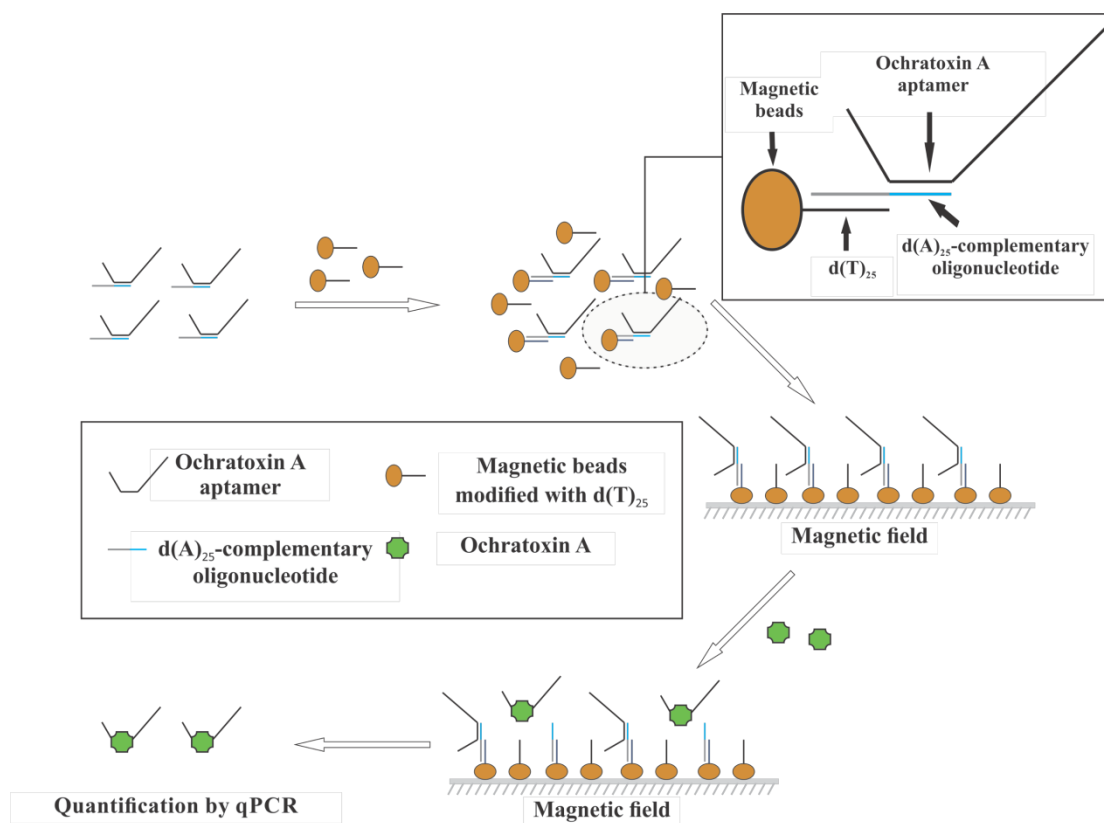 Ochratoxin A
aptamer
Magnetic
beads
d(T)₂₅
d(A)₂₅-complementary
oligonucleotide
Ochratoxin A
aptamer
Magnetic beads
modified with d(T)₂₅
d(A)₂₅-complementary
oligonucleotide
Ochratoxin A
Magnetic field
Magnetic field
Quantification by qPCR